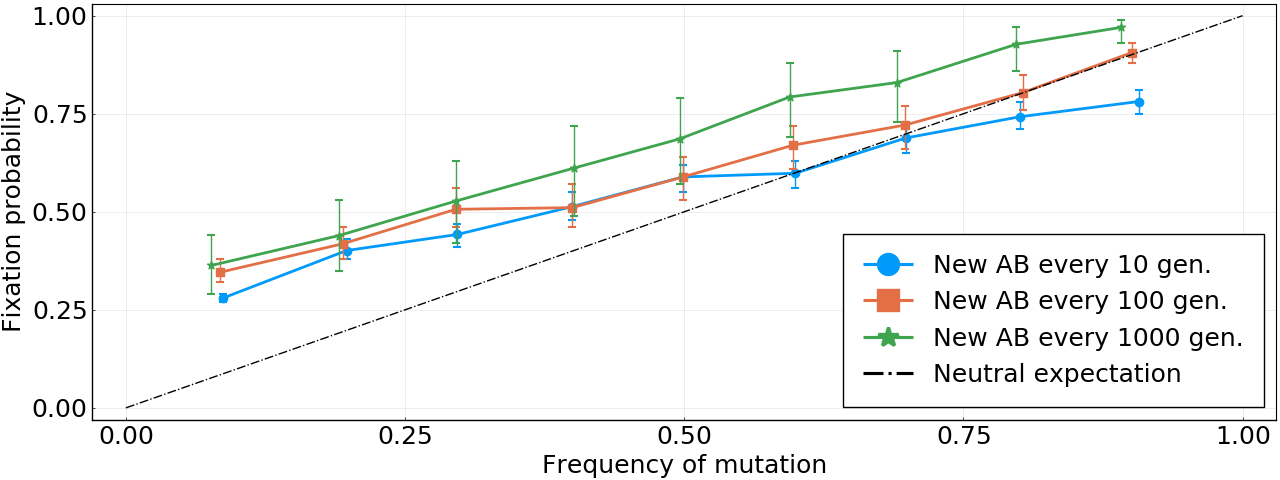 Fixation probability
1.00
0.75
0.50
0.25
0.00
New AB every 10 gen.
New AB every 100 gen.
New AB every 1000 gen.
Neutral expectation
0.00 0.25 0.50 0.75 1.00
Frequency of mutation